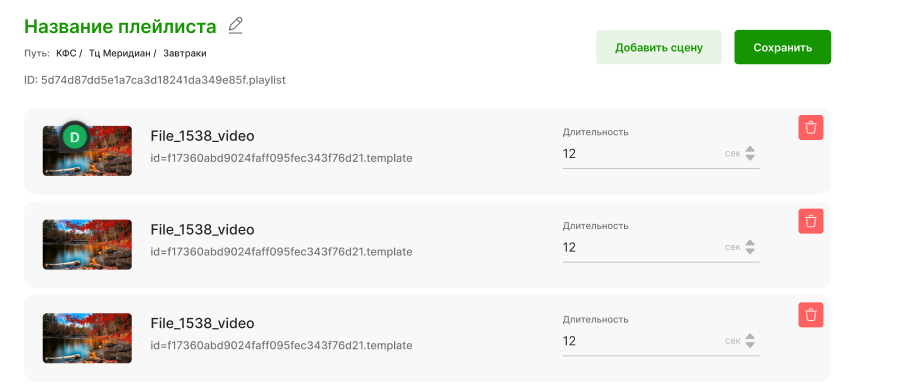 Название плейлиста
Путь: КФС / Тц Меридиан / Завтраки
Добавить сцену
Сохранить
ID: 5d74d87dd5e1a7ca3d18241da349e85f.playlist
D
File_1538_video
id=f17360abd9024faff095fec343f76d21.template
Длительность
12 сек
File_1538_video
id=f17360abd9024faff095fec343f76d21.template
Длительность
12 сек
File_1538_video
id=f17360abd9024faff095fec343f76d21.template
Длительность
12 сек